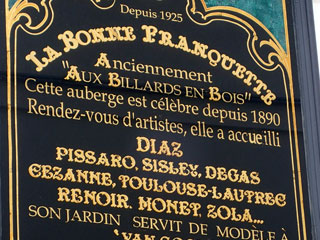 Depuis 1925
LA BONNE FRANQUETTE
Anciennement
"AUX BILLARDS EN BOIS"
Cette auberge est célèbre depuis 1890
Rendez-vous d'artistes, elle a accueilli
DIAZ
PISSARO, SISLEY, DEGAS
CEZANNE, TOULOUSE-LAUTREC
RENOIR, MONET, ZOLA...
SON JARDIN SERVIT DE MODÈLE À